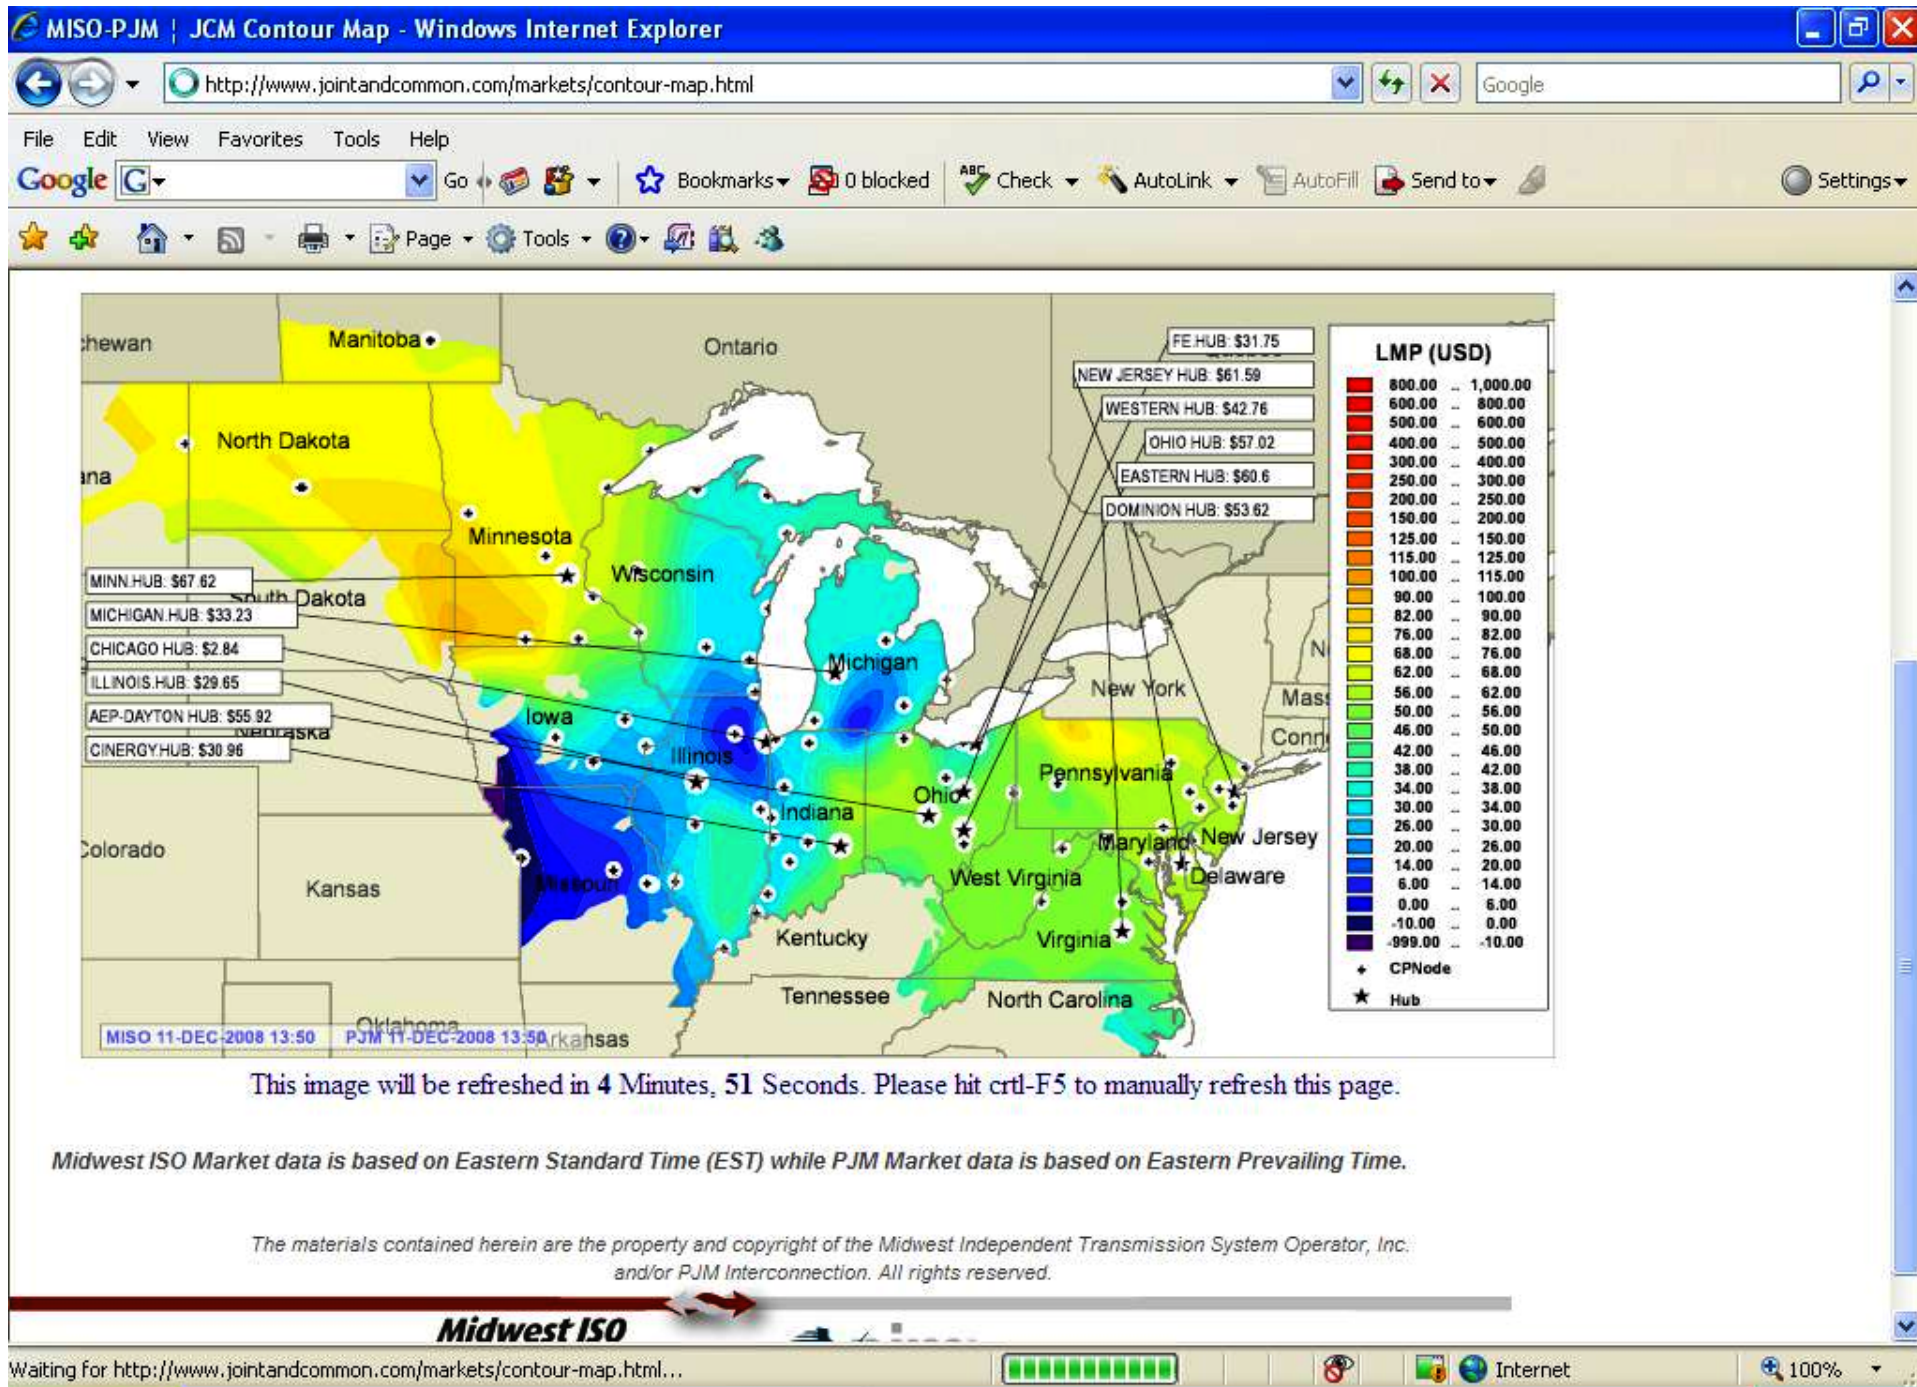 MISO-PJM ¦ JCM Contour Map - Windows Internet Explorer
http://www.jointandcommon.com/markets/contour-map.html
Google
File Edit View Favorites Tools Help
Google G Go Bookmarks 0 blocked ABC Check AutoLink AutoFill Send to Settings
Page Tools
chewan
Manitoba
Ontario
North Dakota
ana
Minnesota
Wisconsin
South Dakota
Michigan
Iowa
Nebraska
Illinois
Indiana
Ohio
Pennsylvania
New York
Mass
Conn
New Jersey
Maryland
Delaware
West Virginia
Virginia
Colorado
Kansas
Missouri
Kentucky
Tennessee
North Carolina
Oklahoma
Arkansas
MINN.HUB: $67.62
MICHIGAN.HUB: $33.23
CHICAGO HUB: $2.84
ILLINOIS.HUB: $29.65
AEP-DAYTON HUB: $55.92
CINERGY.HUB: $30.96
FE.HUB: $31.75
NEW JERSEY HUB: $61.59
WESTERN HUB: $42.76
OHIO HUB: $57.02
EASTERN HUB: $60.6
DOMINION HUB: $53.62
LMP (USD)
800.00 .. 1,000.00
600.00 .. 800.00
500.00 .. 600.00
400.00 .. 500.00
300.00 .. 400.00
250.00 .. 300.00
200.00 .. 250.00
150.00 .. 200.00
125.00 .. 150.00
115.00 .. 125.00
100.00 .. 115.00
90.00 .. 100.00
82.00 .. 90.00
76.00 .. 82.00
68.00 .. 76.00
62.00 .. 68.00
56.00 .. 62.00
50.00 .. 56.00
46.00 .. 50.00
42.00 .. 46.00
38.00 .. 42.00
34.00 .. 38.00
30.00 .. 34.00
26.00 .. 30.00
20.00 .. 26.00
14.00 .. 20.00
6.00 .. 14.00
0.00 .. 6.00
-10.00 .. 0.00
-999.00 .. -10.00
CPNode
Hub
MISO 11-DEC-2008 13:50 PJM 11-DEC-2008 13:50
This image will be refreshed in 4 Minutes, 51 Seconds. Please hit crtl-F5 to manually refresh this page.
Midwest ISO Market data is based on Eastern Standard Time (EST) while PJM Market data is based on Eastern Prevailing Time.
The materials contained herein are the property and copyright of the Midwest Independent Transmission System Operator, Inc.
and/or PJM Interconnection. All rights reserved.
Midwest ISO
Waiting for http://www.jointandcommon.com/markets/contour-map.html...
Internet
100%